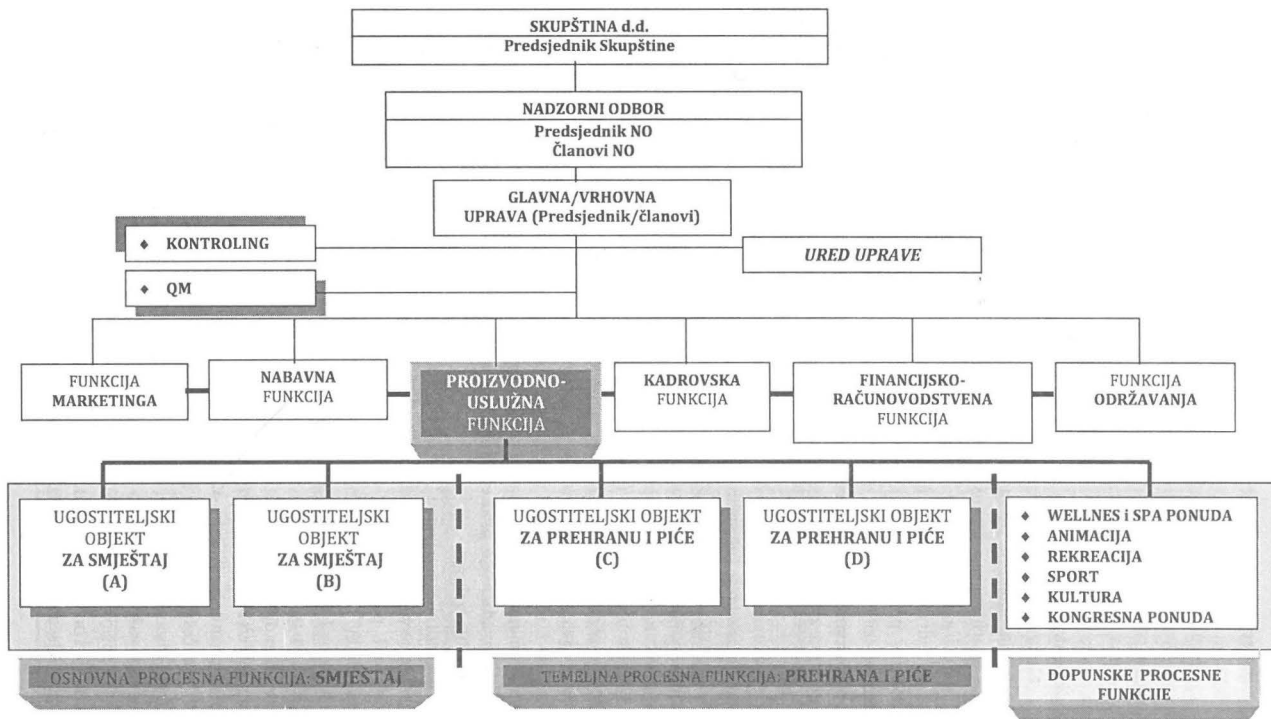 SKUPŠTINA d.d.
Predsjednik Skupštine
NADZORNI ODBOR
Predsjednik NO
Članovi NO
GLAVNA/VRHOVNA
UPRAVA (Predsjednik/članovi)
♦ KONTROLING
URED UPRAVE
♦ QM
FUNKCIJA
MARKETINGA
NABAVNA
FUNKCIJA
PROIZVODNO-
USLUŽNA
FUNKCIJA
KADROVSKA
FUNKCIJA
FINANCIJSKO-
RAČUNOVODSTVENA
FUNKCIJA
FUNKCIJA
ODRŽAVANJA
UGOSTITELJSKI
OBJEKT
ZA SMJEŠTAJ
(A)
UGOSTITELJSKI
OBJEKT
ZA SMJEŠTAJ
(B)
UGOSTITELJSKI OBJEKT
ZA PREHRANU I PIĆE
(C)
UGOSTITELJSKI OBJEKT
ZA PREHRANU I PIĆE
(D)
♦ WELLNES i SPA PONUDA
♦ ANIMACIJA
♦ REKREACIJA
♦ SPORT
♦ KULTURA
♦ KONGRESNA PONUDA
OSNOVNA PROCESNA FUNKCIJA: SMJEŠTAJ
TEMELJNA PROCESNA FUNKCIJA: PREHRANA I PIĆE
DOPUNSKE PROCESNE
FUNKCIJE